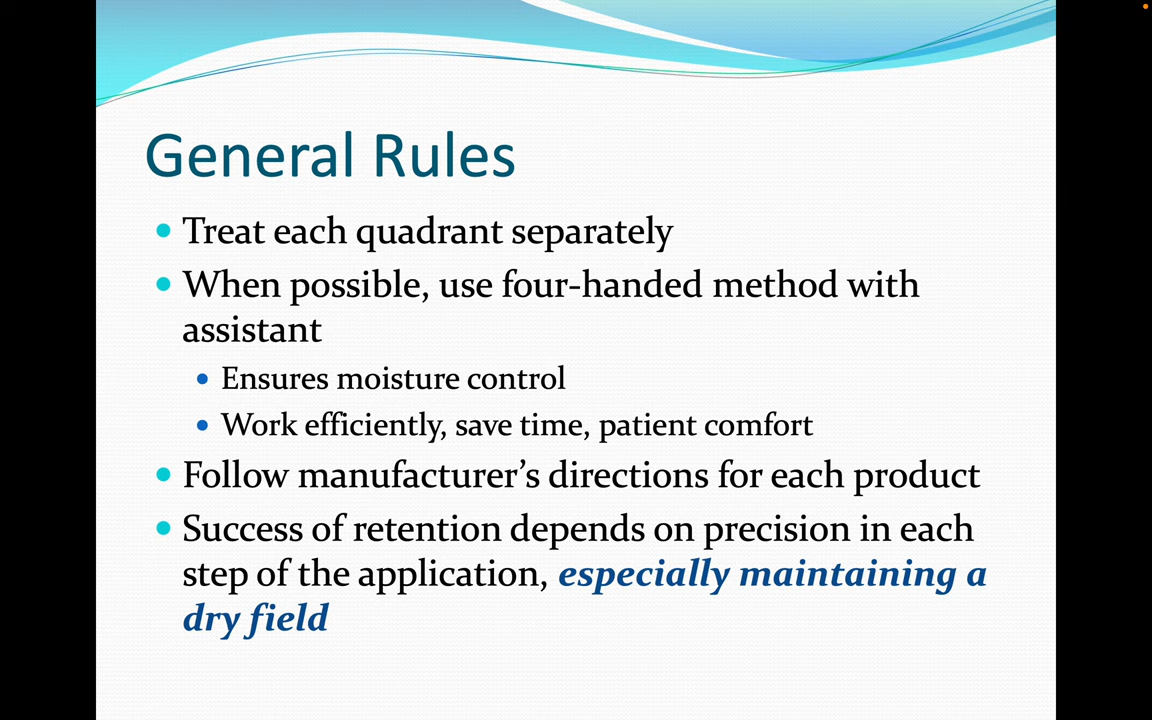 General Rules
Treat each quadrant separately
When possible, use four-handed method with
assistant
Ensures moisture control
Work efficiently, save time, patient comfort
Follow manufacturer’s directions for each product
Success of retention depends on precision in each
step of the application, especially maintaining a
dry field